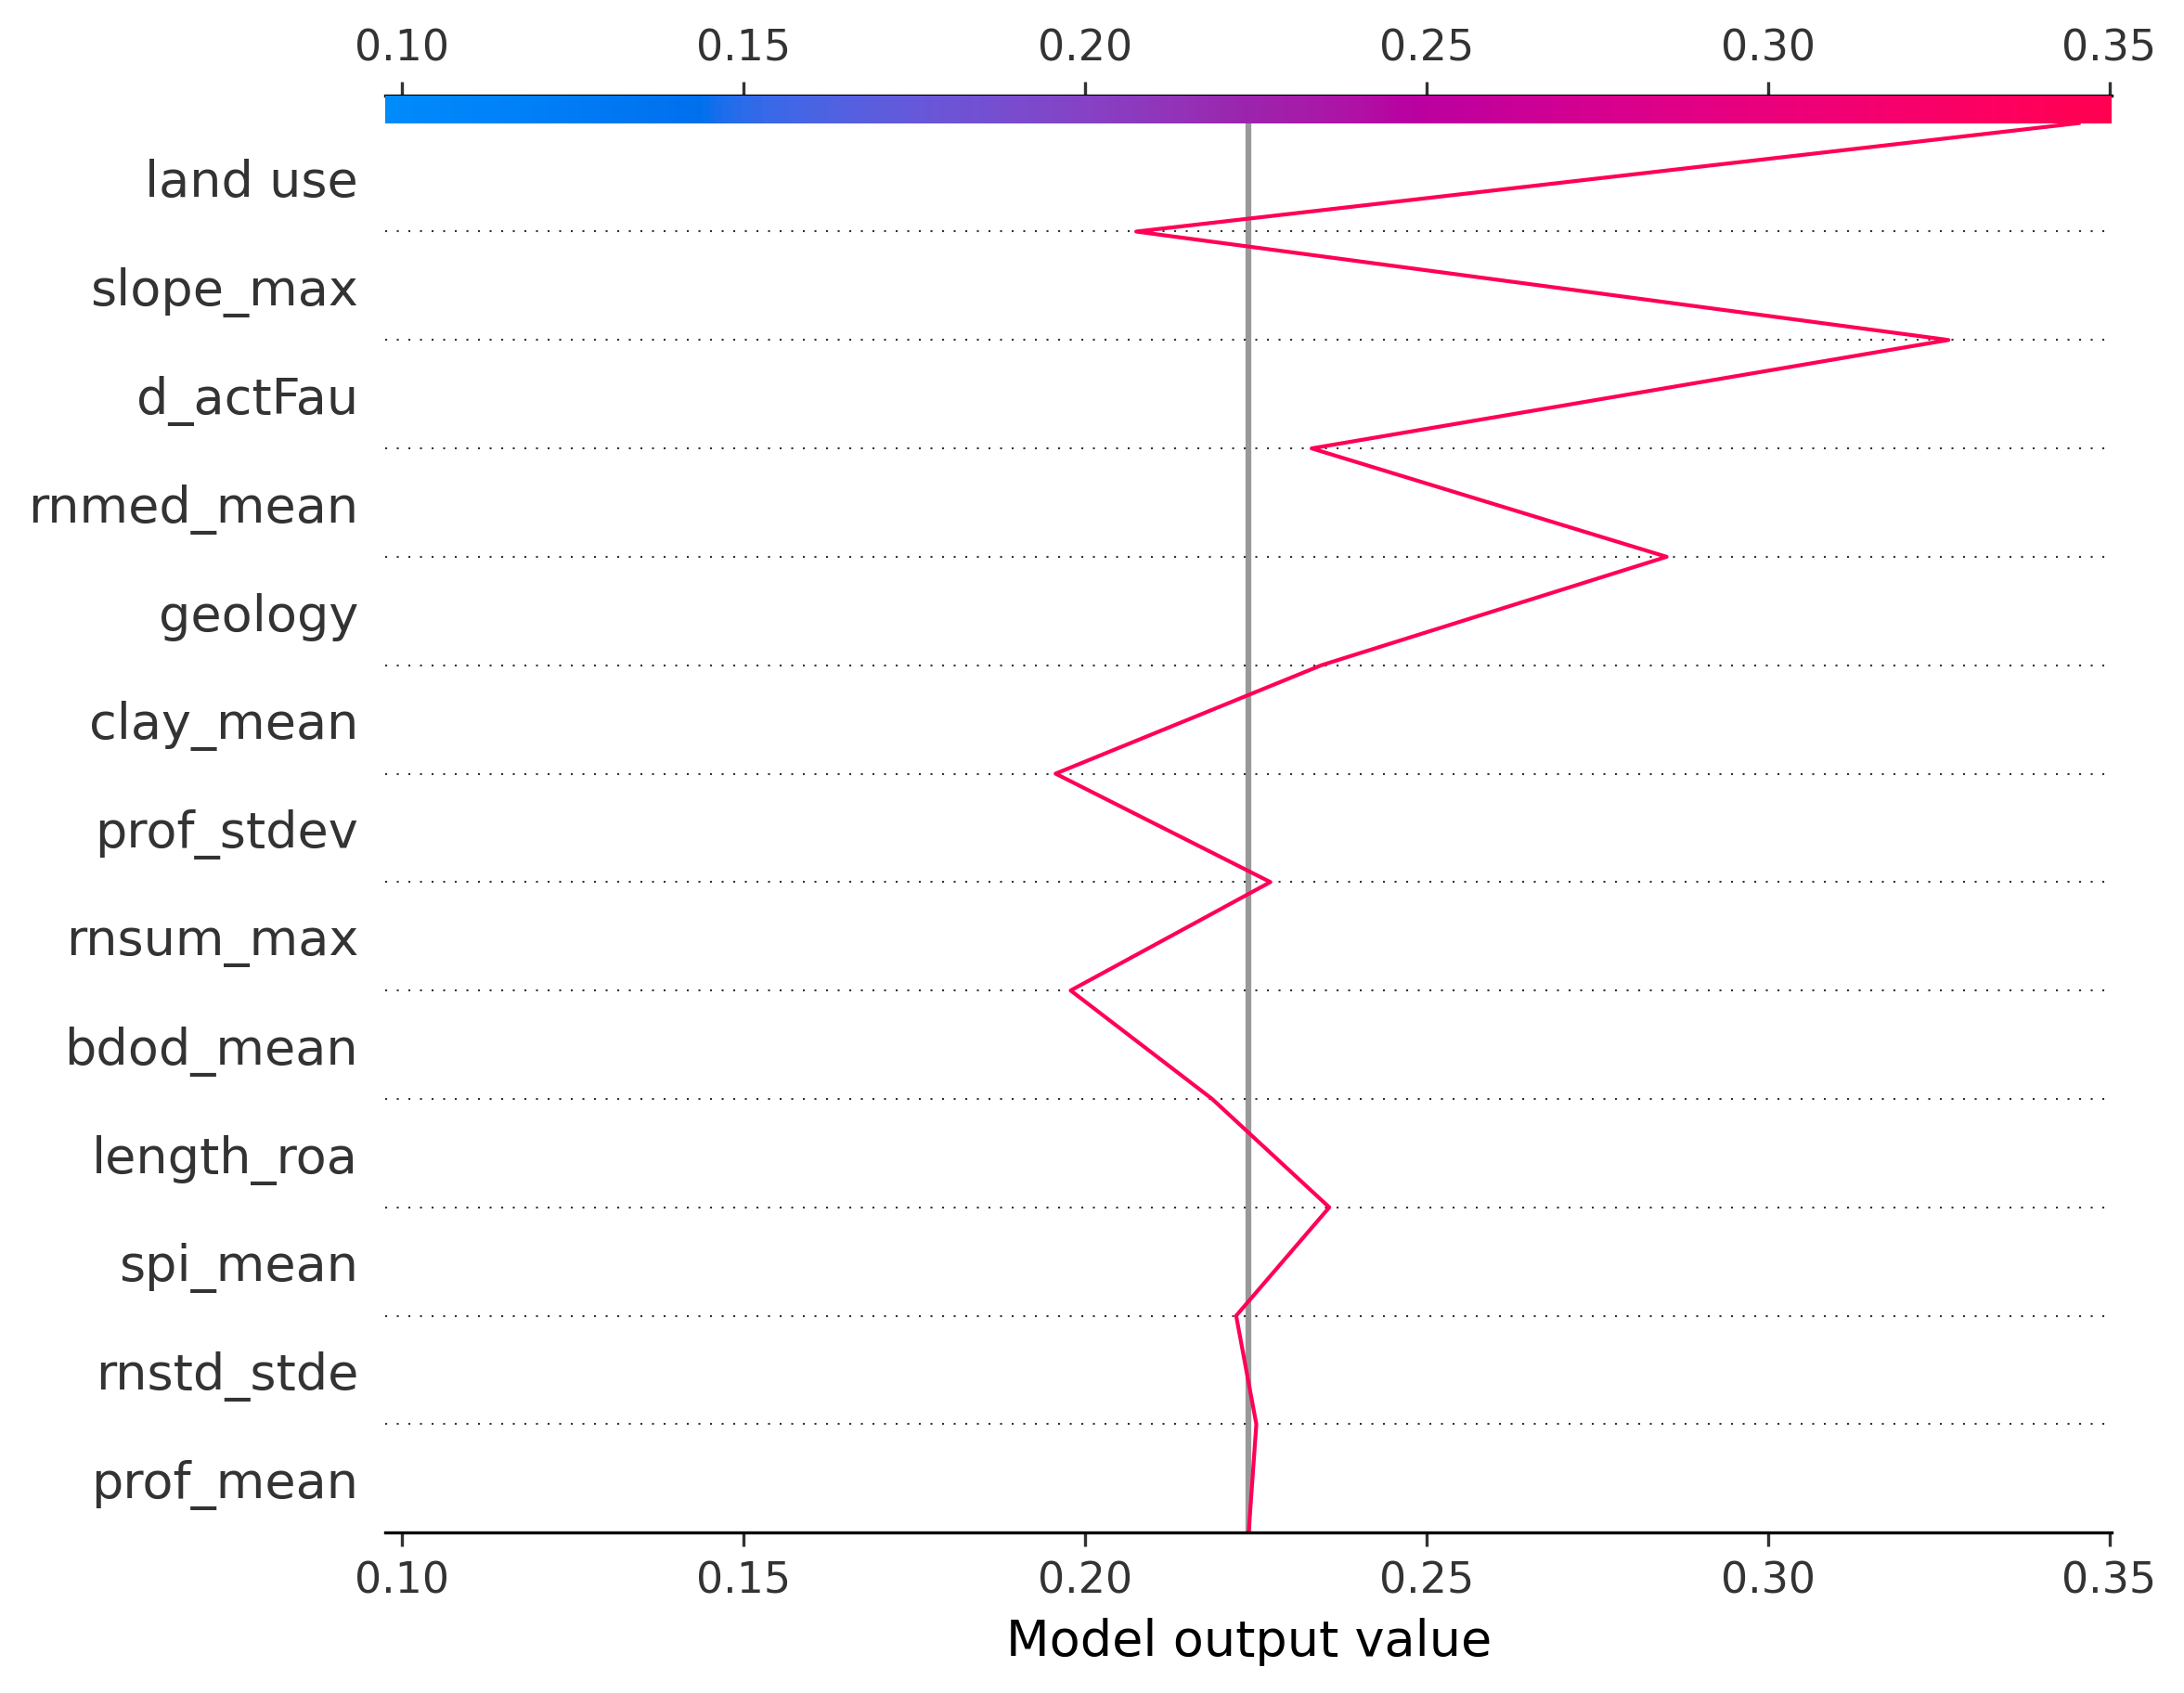 0.10 0.15 0.20 0.25 0.30 0.35
land use
slope_max
d_actFau
rnmed_mean
geology
clay_mean
prof_stdev
rnsum_max
bdod_mean
length_roa
spi_mean
rnstd_stde
prof_mean
0.10 0.15 0.20 0.25 0.30 0.35
Model output value